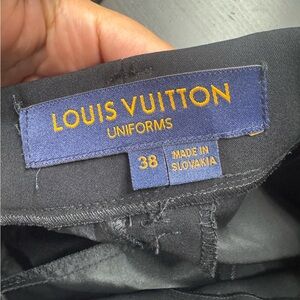 LOUIS VUITTON
UNIFORMS
38
MADE IN
SLOVAKIA